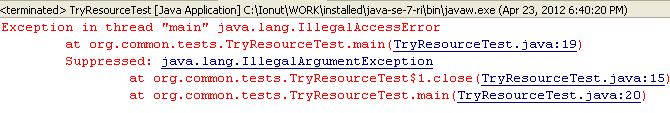 <terminated> TryResourceTest [Java Application] C:\Ionut\WORK\installed\java-se-7-ri\bin\javaw.exe (Apr 23, 2012 6:40:20 PM)
Exception in thread "main" java.lang.IllegalAccessError
at org.common.tests.TryResourceTest.main(TryResourceTest.java:19)
Suppressed: java.lang.IllegalArgumentException
at org.common.tests.TryResourceTest$1.close(TryResourceTest.java:15)
at org.common.tests.TryResourceTest.main(TryResourceTest.java:20)